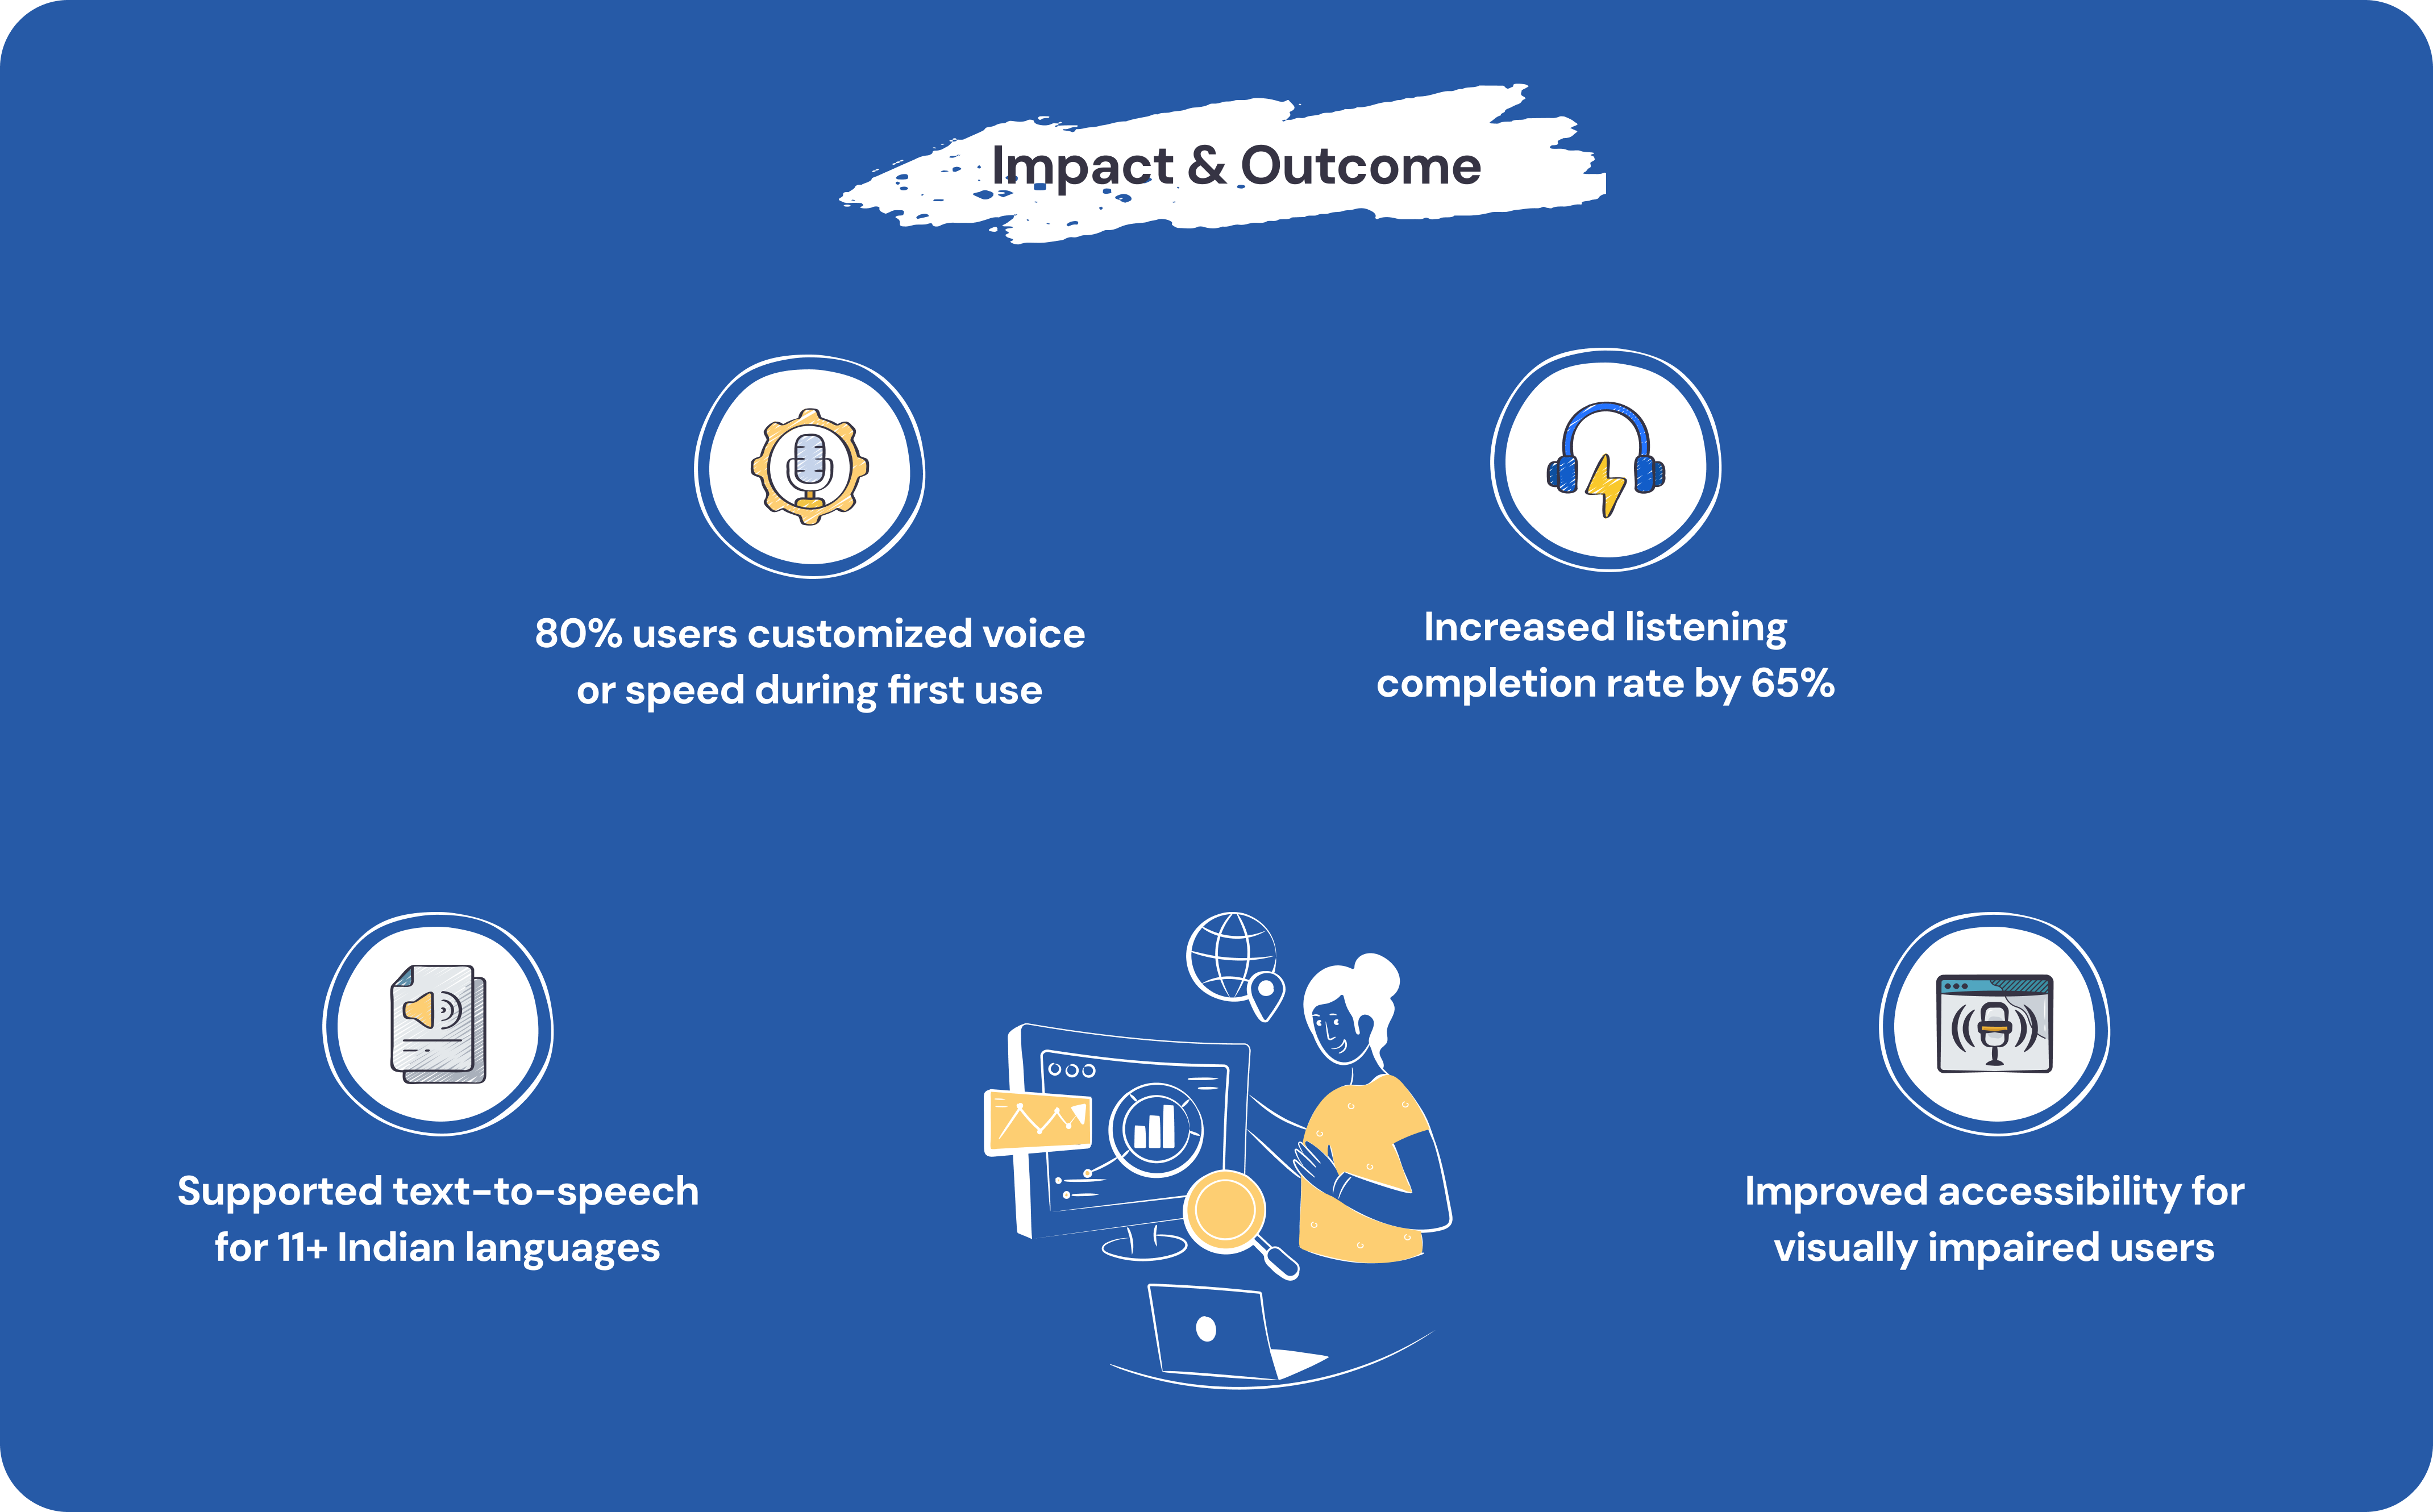 Impact & Outcome
80% users customized voice
or speed during first use
Increased listening
completion rate by 65%
Supported text-to-speech
for 11+ Indian languages
Improved accessibility for
visually impaired users